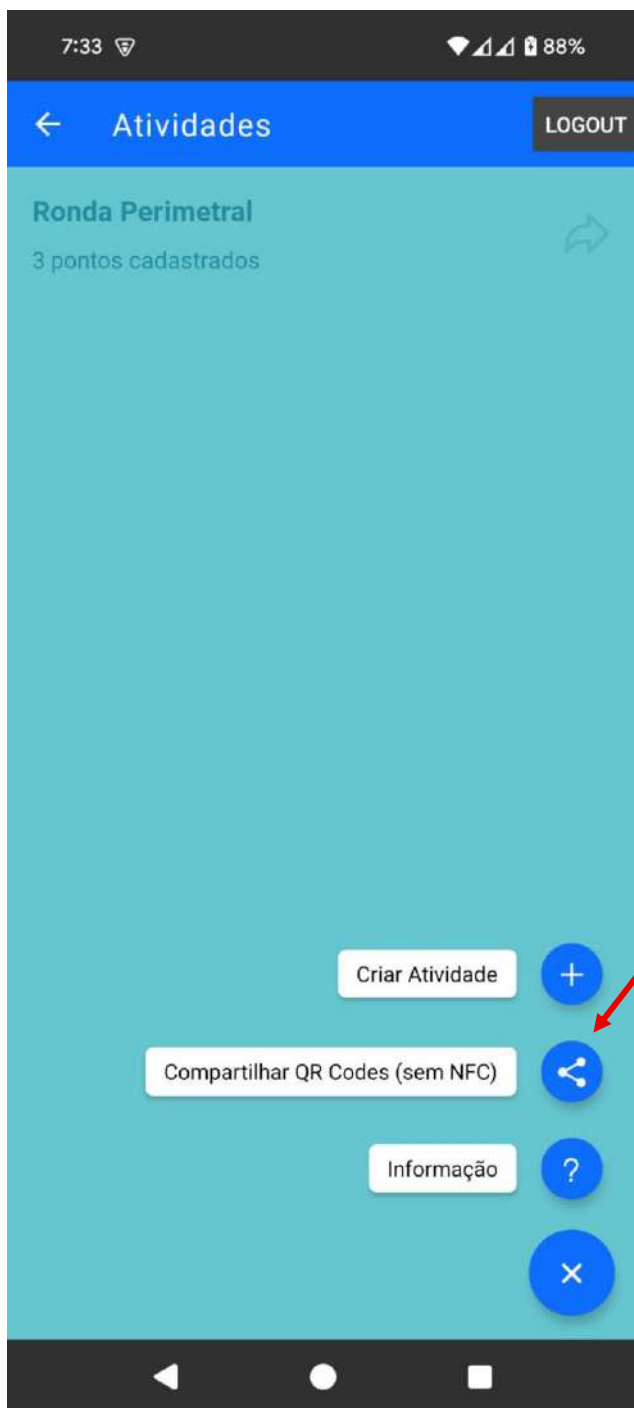 7:33 88%
Atividades LOGOUT
Ronda Perimetral
3 pontos cadastrados
Criar Atividade
Compartilhar QR Codes (sem NFC)
Informação
?